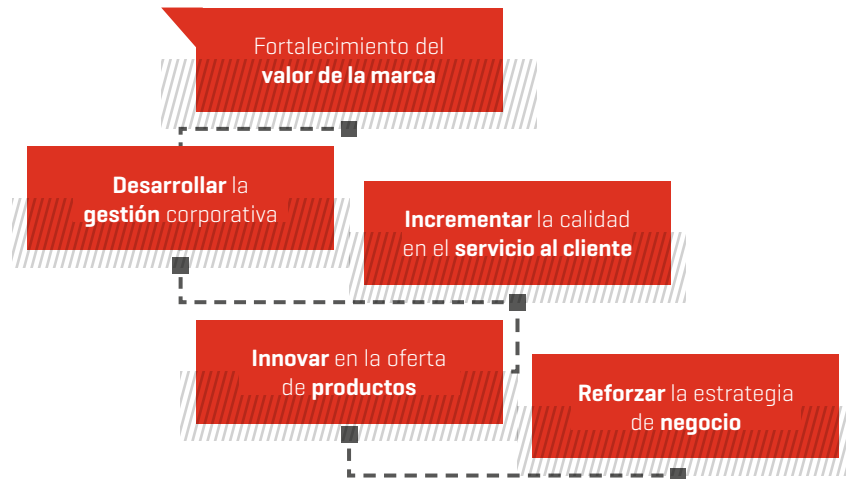 Fortalecimiento del
valor de la marca
Desarrollar la
gestión corporativa
Incrementar la calidad
en el servicio al cliente
Innovar en la oferta
de productos
Reforzar la estrategia
de negocio